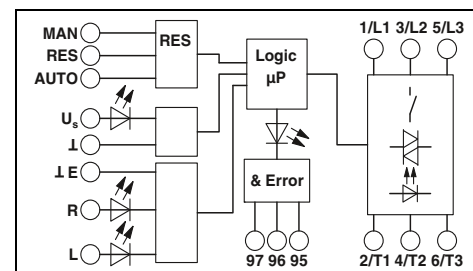 1/L1 3/L2 5/L3
MAN
RES
AUTO
RES
Logic
µP
Us
⊥
⊥ E
R
L
& Error
97 96 95
2/T1 4/T2 6/T3